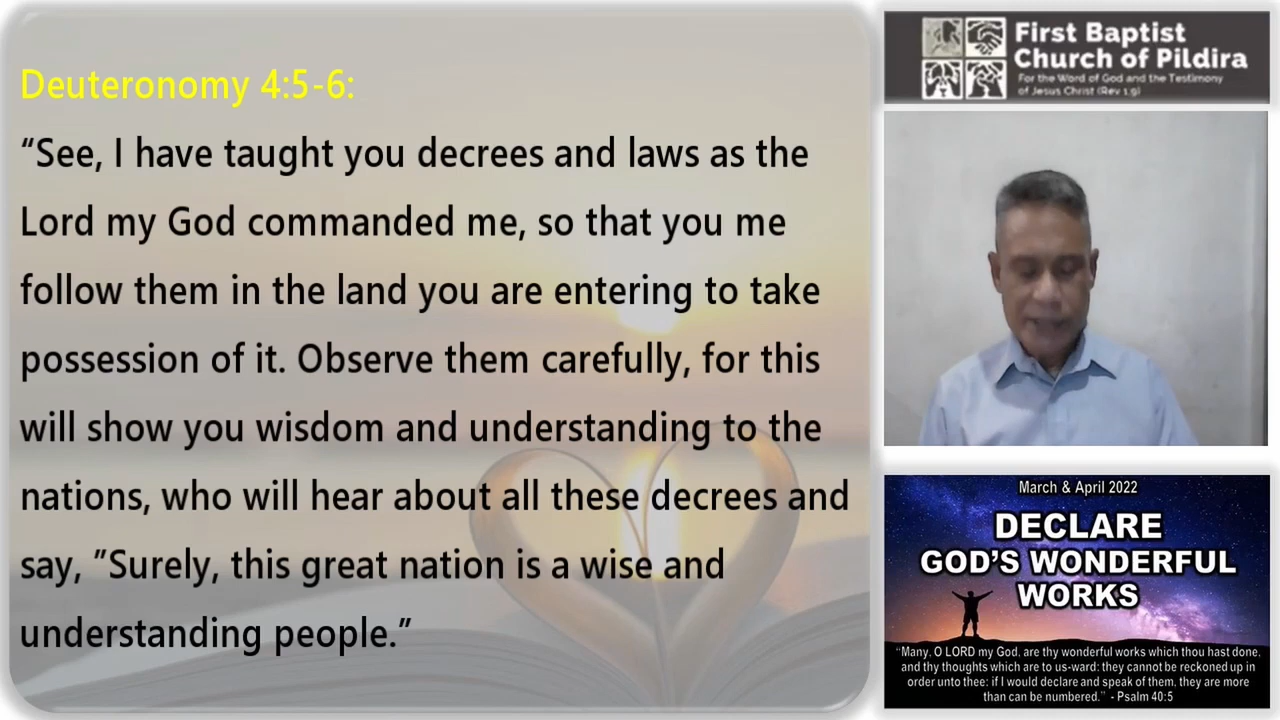 Deuteronomy 4:5-6:
“See, I have taught you decrees and laws as the
Lord my God commanded me, so that you me
follow them in the land you are entering to take
possession of it. Observe them carefully, for this
will show you wisdom and understanding to the
nations, who will hear about all these decrees and
say, ”Surely, this great nation is a wise and
understanding people.”
First Baptist
Church of Pildira
For the Word of God and the Testimony
of Jesus Christ (Rev 1:9)
March & April 2022
DECLARE
GOD'S WONDERFUL
WORKS
“Many, O LORD my God, are thy wonderful works which thou hast done,
and thy thoughts which are to us-ward: they cannot be reckoned up in
order unto thee: if I would declare and speak of them, they are more
than can be numbered.” - Psalm 40:5